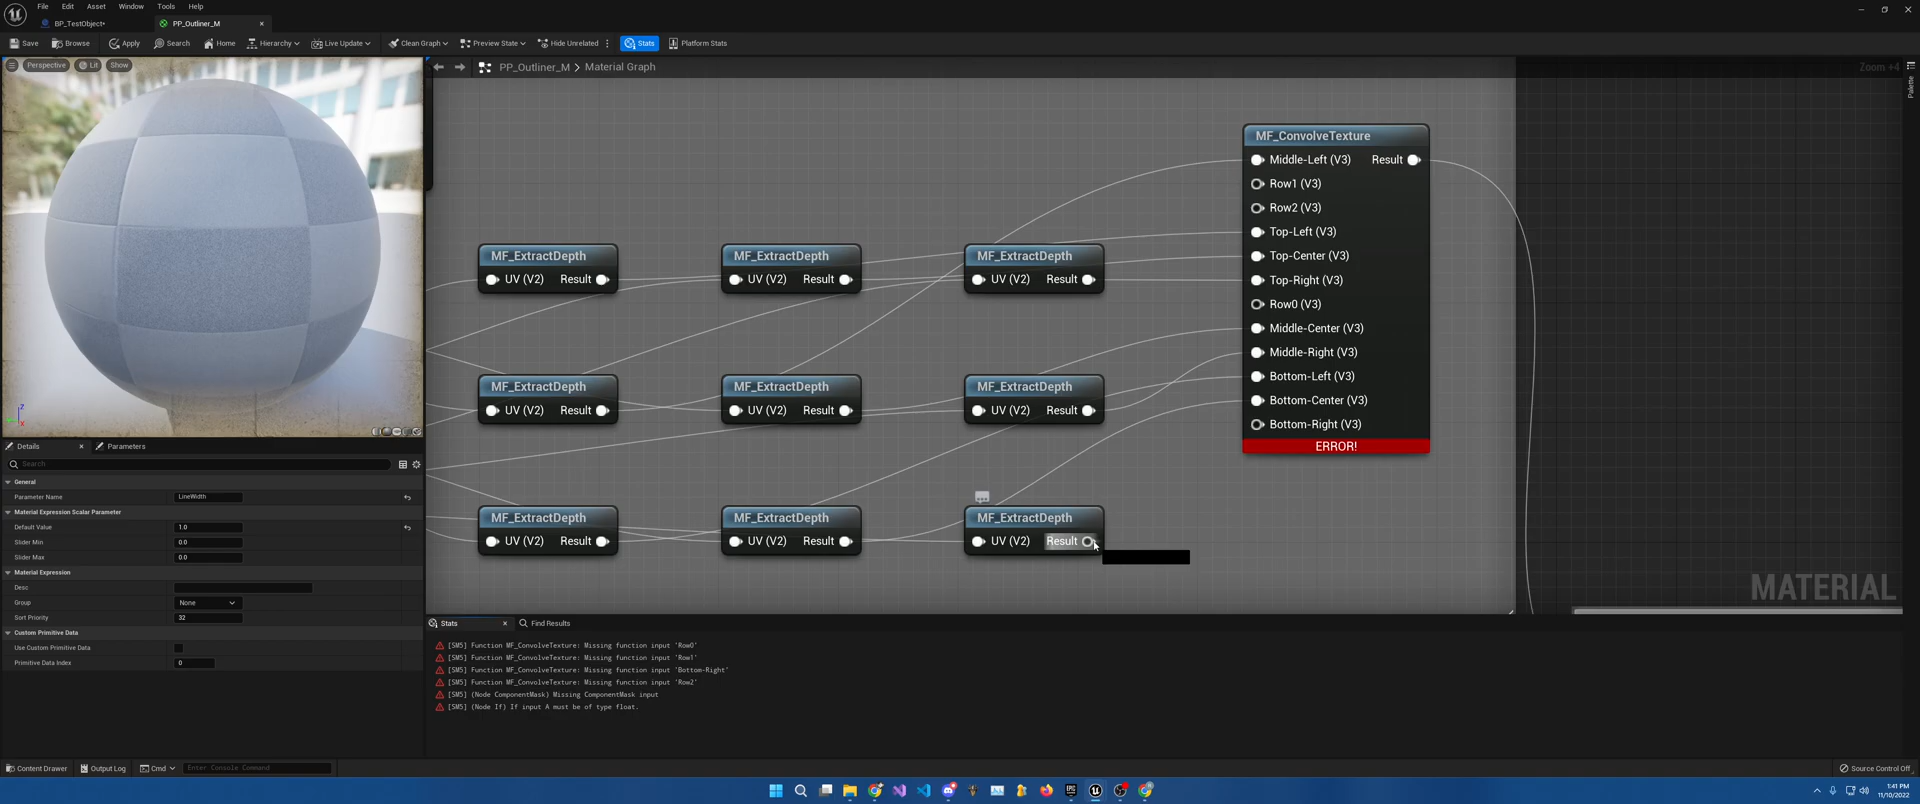 File Edit Asset Window Tools Help
BP_TestObject•
PP_Outliner_M
Save Browse Apply Search Home Hierarchy Live Update Clean Graph Preview State Hide Unrelated Stats Platform Stats
Perspective Lit Show
PP_Outliner_M > Material Graph
Zoom +4
Palette
MF_ConvolveTexture
Middle-Left (V3) Result
Row1 (V3)
Row2 (V3)
Top-Left (V3)
Top-Center (V3)
Top-Right (V3)
Row0 (V3)
Middle-Center (V3)
Middle-Right (V3)
Bottom-Left (V3)
Bottom-Center (V3)
Bottom-Right (V3)
ERROR!
MF_ExtractDepth
UV (V2) Result
MF_ExtractDepth
UV (V2) Result
MF_ExtractDepth
UV (V2) Result
MF_ExtractDepth
UV (V2) Result
MF_ExtractDepth
UV (V2) Result
MF_ExtractDepth
UV (V2) Result
MF_ExtractDepth
UV (V2) Result
MF_ExtractDepth
UV (V2) Result
MF_ExtractDepth
UV (V2) Result
MATERIAL
Z
X
Details
Parameters
Search
General
Parameter Name LineWidth
Material Expression Scalar Parameter
Default Value 1.0
Slider Min 0.0
Slider Max 0.0
Material Expression
Desc
Group None
Sort Priority 32
Custom Primitive Data
Use Custom Primitive Data
Primitive Data Index 0
Stats
Find Results
[SM5] Function MF_ConvolveTexture: Missing function input 'Row0'
[SM5] Function MF_ConvolveTexture: Missing function input 'Row1'
[SM5] Function MF_ConvolveTexture: Missing function input 'Bottom-Right'
[SM5] Function MF_ConvolveTexture: Missing function input 'Row2'
[SM5] (Node ComponentMask) Missing ComponentMask input
[SM5] (Node If) If input A must be of type float.
Content Drawer Output Log Cmd Enter Console Command
Source Control Off
1:41 PM
11/10/2022